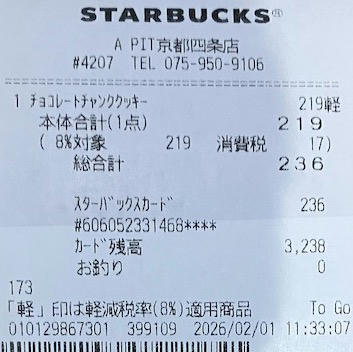 STARBUCKS®
A PIT京都四条店
#4207 TEL 075-950-9106
1 ﾁｮｺﾚｰﾄﾁｬﾝｸｸｯｷｰ 219軽
本体合計(1点) 219
( 8%対象 219 消費税 17)
総合計 236
ｽﾀｰﾊﾞｯｸｽｶｰﾄﾞ 236
#606052331468****
ｶｰﾄﾞ残高 3,238
お釣り 0
173
「軽」印は軽減税率(8%)適用商品 To Go
010129867301 399109 2026/02/01 11:33:07